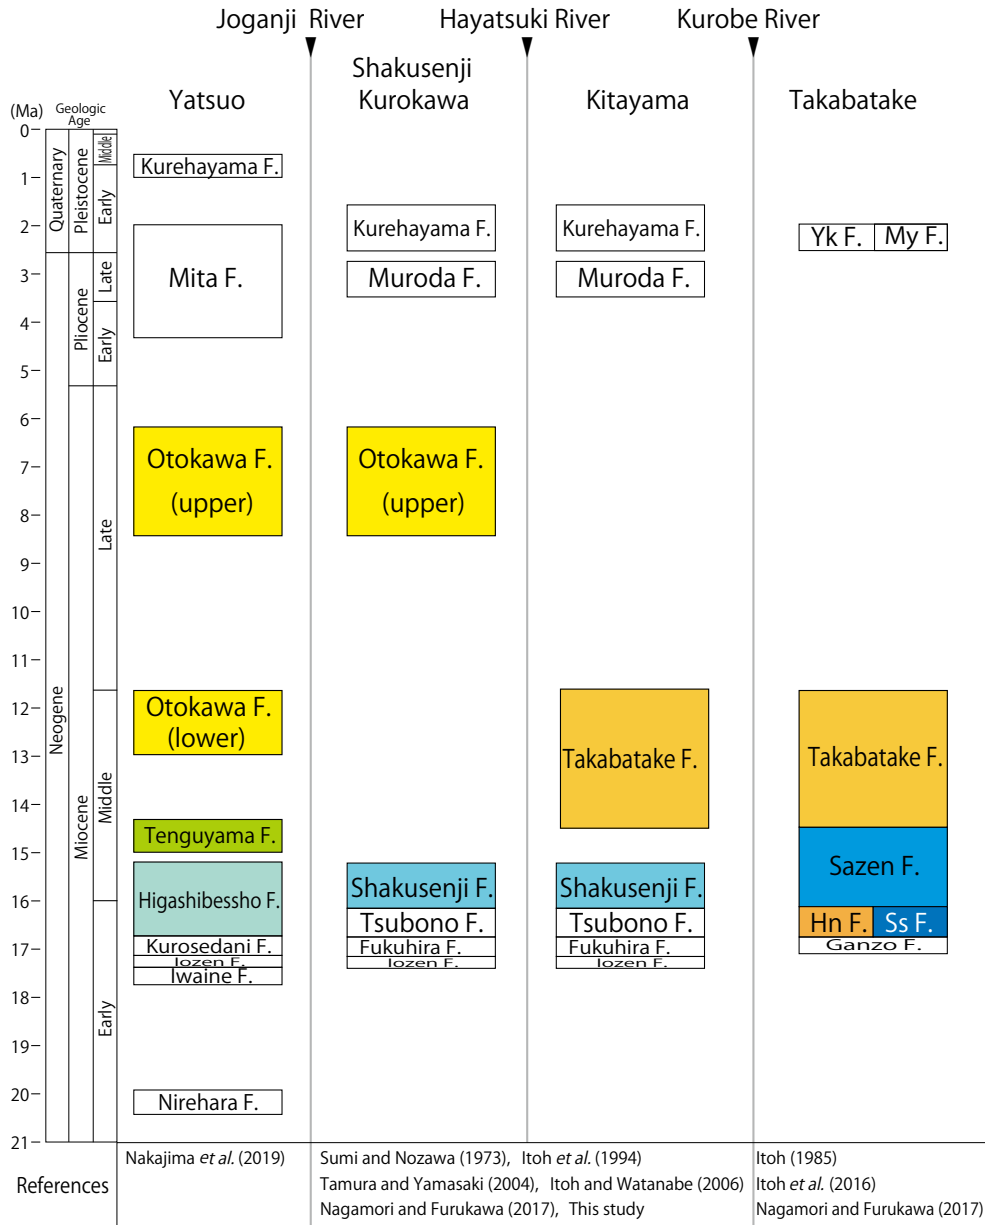 Joganji River
Hayatsuki River
Kurobe River
Yatsuo
Shakusenji
Kurokawa
Kitayama
Takabatake
(Ma)
Geologic
Age
0
1
2
3
4
5
6
7
8
9
10
11
12
13
14
15
16
17
18
19
20
21
Quaternary
Neogene
Pleistocene
Pliocene
Miocene
Middle
Early
Late
Early
Late
Middle
Early
Kurehayama F.
Mita F.
Otokawa F.
(upper)
Otokawa F.
(lower)
Tenguyama F.
Higashibessho F.
Kurosedani F.
Iozen F.
Iwaine F.
Nirehara F.
Kurehayama F.
Muroda F.
Otokawa F.
(upper)
Shakusenji F.
Tsubono F.
Fukuhira F.
Iozen F.
Kurehayama F.
Muroda F.
Takabatake F.
Shakusenji F.
Tsubono F.
Fukuhira F.
Iozen F.
Yk F.
My F.
Takabatake F.
Sazen F.
Hn F.
Ss F.
Ganzo F.
References
Nakajima et al. (2019)
Sumi and Nozawa (1973), Itoh et al. (1994)
Tamura and Yamasaki (2004), Itoh and Watanabe (2006)
Nagamori and Furukawa (2017), This study
Itoh (1985)
Itoh et al. (2016)
Nagamori and Furukawa (2017)